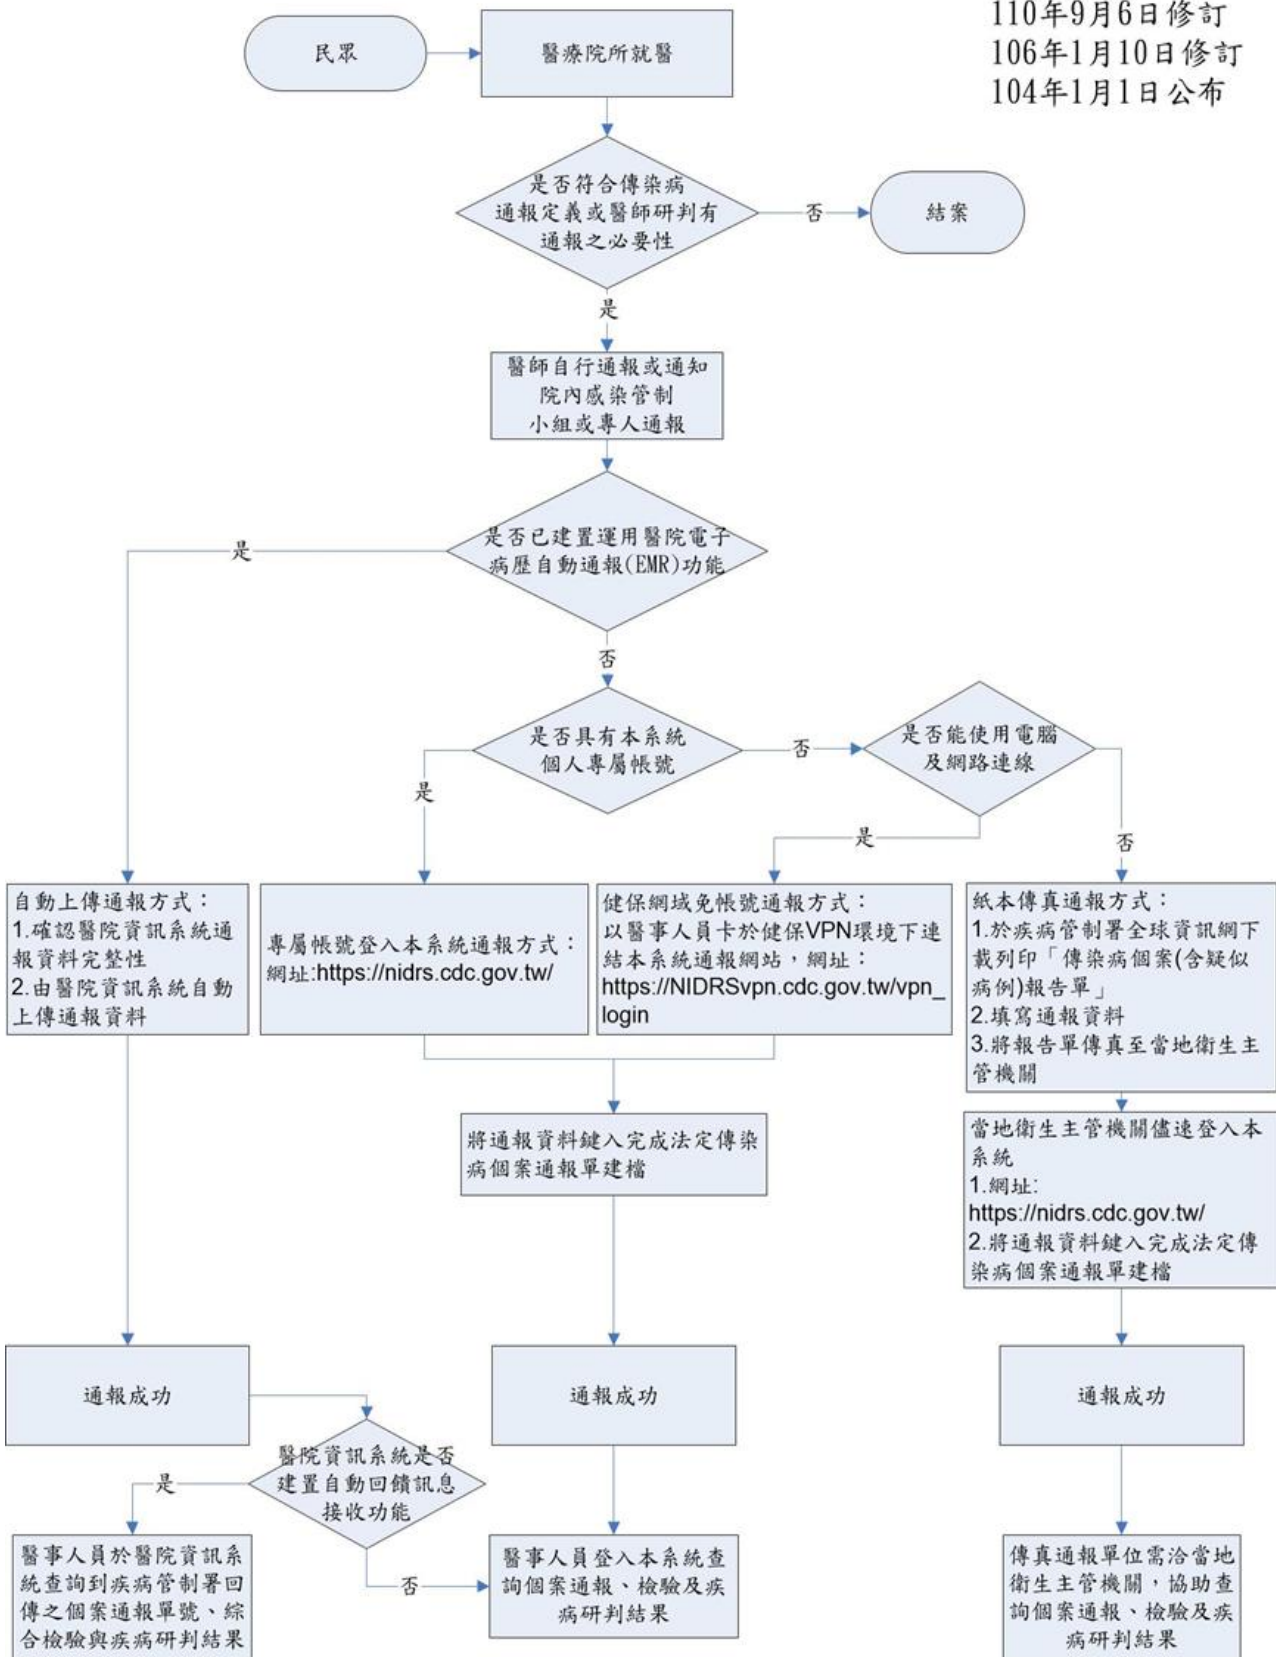 110年9月6日修訂
106年1月10日修訂
104年1月1日公布
民眾
醫療院所就醫
是否符合傳染病
通報定義或醫師研判有
通報之必要性
否
結案
是
醫師自行通報或通知
院內感染管制
小組或專人通報
是否已建置運用醫院電子
病歷自動通報(EMR)功能
是
否
是否具有本系統
個人專屬帳號
否
是否能使用電腦
及網路連線
是
是
否
自動上傳通報方式：
1.確認醫院資訊系統通
報資料完整性
2.由醫院資訊系統自動
上傳通報資料
專屬帳號登入本系統通報方式：
網址:https://nidrs.cdc.gov.tw/
健保網域免帳號通報方式：
以醫事人員卡於健保VPN環境下連
結本系統通報網站，網址：
https://NIDRSvpn.cdc.gov.tw/vpn_
login
紙本傳真通報方式：
1.於疾病管制署全球資訊網下
載列印「傳染病個案(含疑似
病例)報告單」
2.填寫通報資料
3.將報告單傳真至當地衛生主
管機關
將通報資料鍵入完成法定傳染
病個案通報單建檔
當地衛生主管機關儘速登入本
系統
1.網址:
https://nidrs.cdc.gov.tw/
2.將通報資料鍵入完成法定傳
染病個案通報單建檔
通報成功
通報成功
通報成功
醫院資訊系統是否
建置自動回饋訊息
接收功能
是
否
醫事人員於醫院資訊系
統查詢到疾病管制署回
傳之個案通報單號、綜
合檢驗與疾病研判結果
醫事人員登入本系統查
詢個案通報、檢驗及疾
病研判結果
傳真通報單位需洽當地
衛生主管機關，協助查
詢個案通報、檢驗及疾
病研判結果